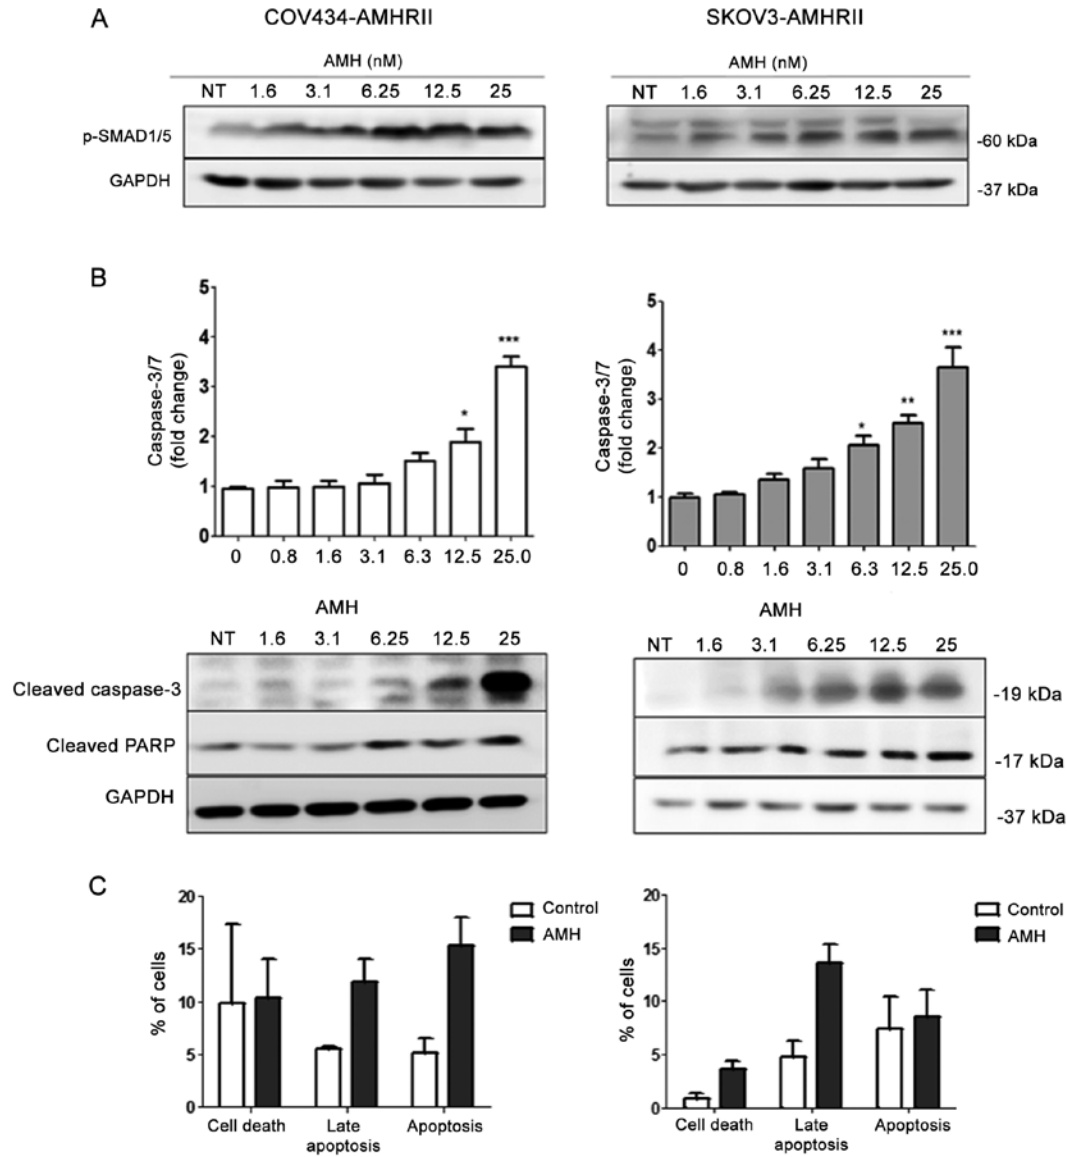 A
COV434-AMHRII
SKOV3-AMHRII
AMH (nM)
AMH (nM)
NT 1.6 3.1 6.25 12.5 25
NT 1.6 3.1 6.25 12.5 25
p-SMAD1/5
-60 kDa
GAPDH
-37 kDa
B
Caspase-3/7
(fold change)
5
4
3
2
1
0
*
***
0 0.8 1.6 3.1 6.3 12.5 25.0
Caspase-3/7
(fold change)
5
4
3
2
1
0
*
**
***
0 0.8 1.6 3.1 6.3 12.5 25.0
AMH
AMH
NT 1.6 3.1 6.25 12.5 25
NT 1.6 3.1 6.25 12.5 25
Cleaved caspase-3
-19 kDa
Cleaved PARP
-17 kDa
GAPDH
-37 kDa
C
% of cells
20
15
10
5
0
Control
AMH
Cell death
Late
apoptosis
Apoptosis
% of cells
20
15
10
5
0
Control
AMH
Cell death
Late
apoptosis
Apoptosis